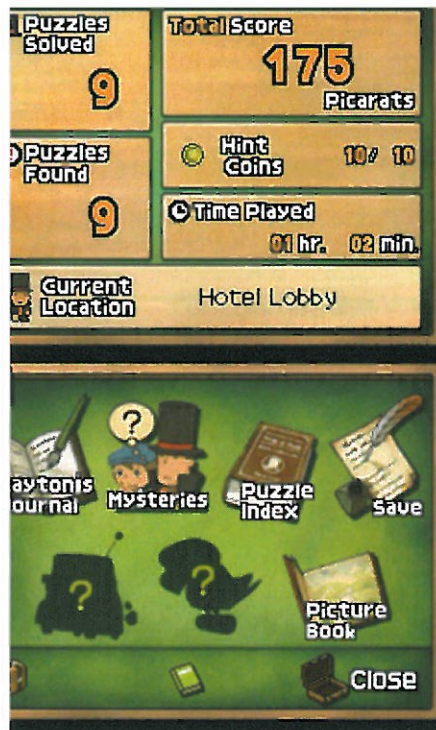 Puzzles
Solved
9
Total Score
175
Picarats
Puzzles
Found
9
Hint
Coins
10/ 10
Time Played
01 hr. 02 min.
Current
Location
Hotel Lobby
?
aytonis
ournal
Mysteries
Puzzle
Index
Save
?
?
Picture
Book
Close